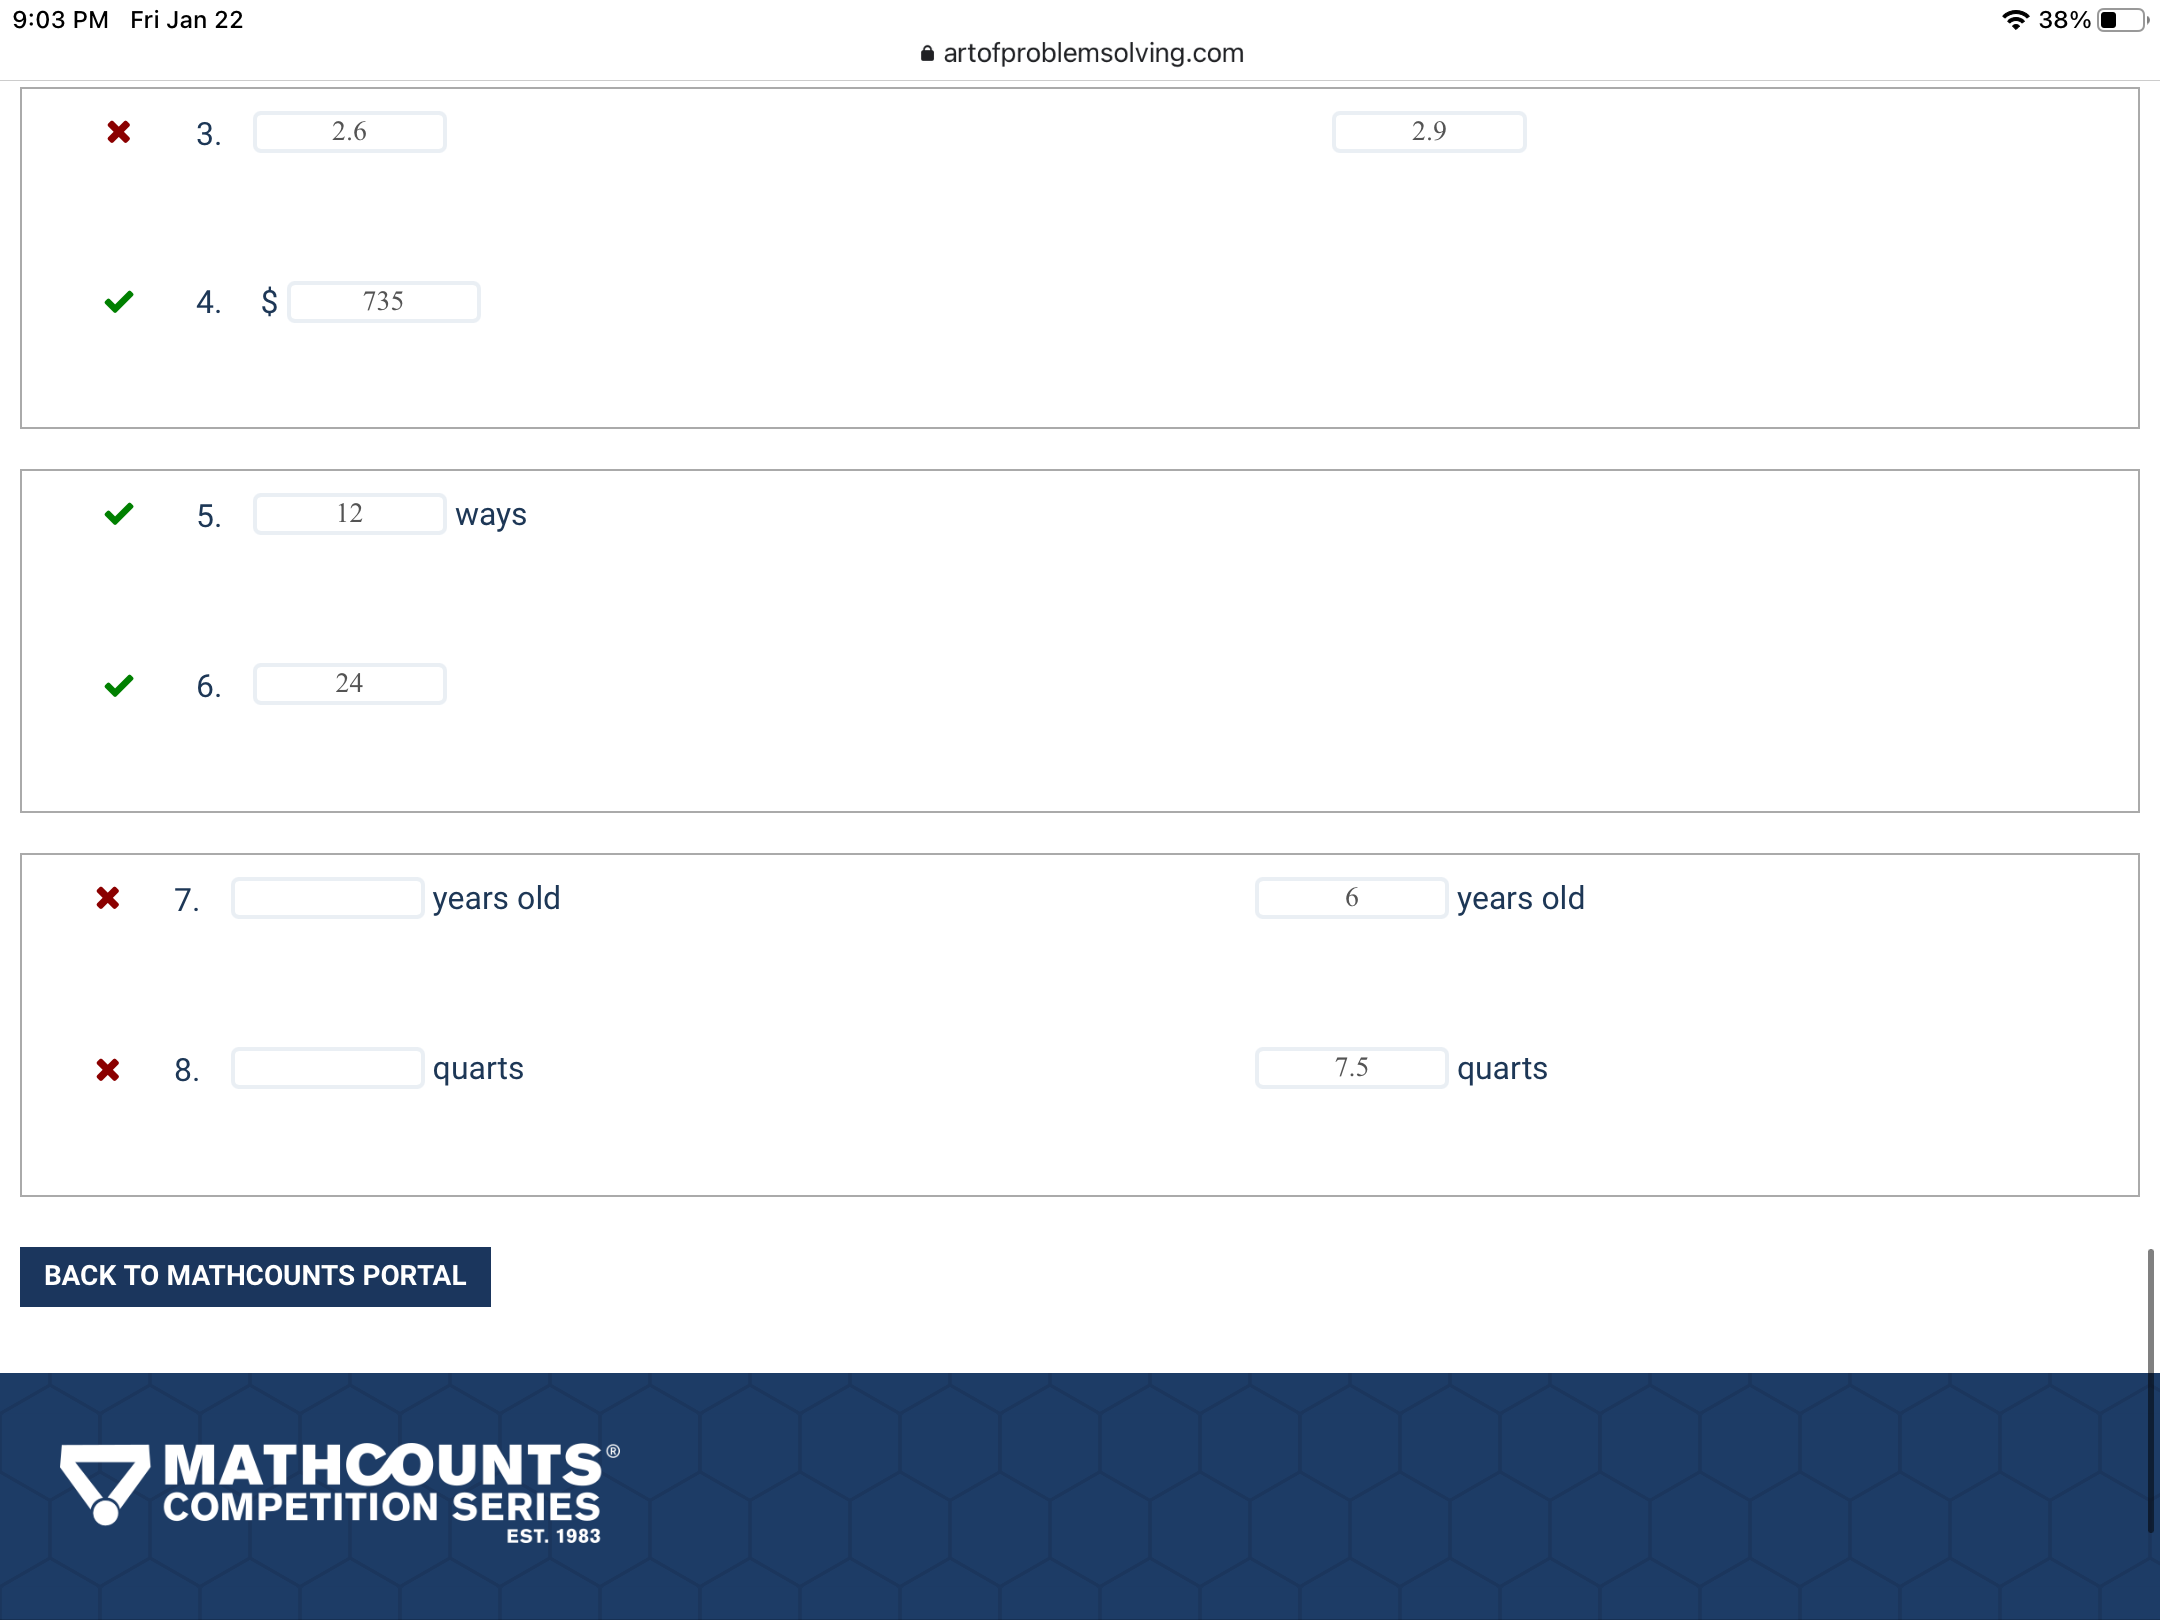 9:03 PM Fri Jan 22 38%
artofproblemsolving.com
3. 2.6 2.9
4. $ 735
5. 12 ways
6. 24
7. years old 6 years old
8. quarts 7.5 quarts
BACK TO MATHCOUNTS PORTAL
MATHCOUNTS®
COMPETITION SERIES
EST. 1983